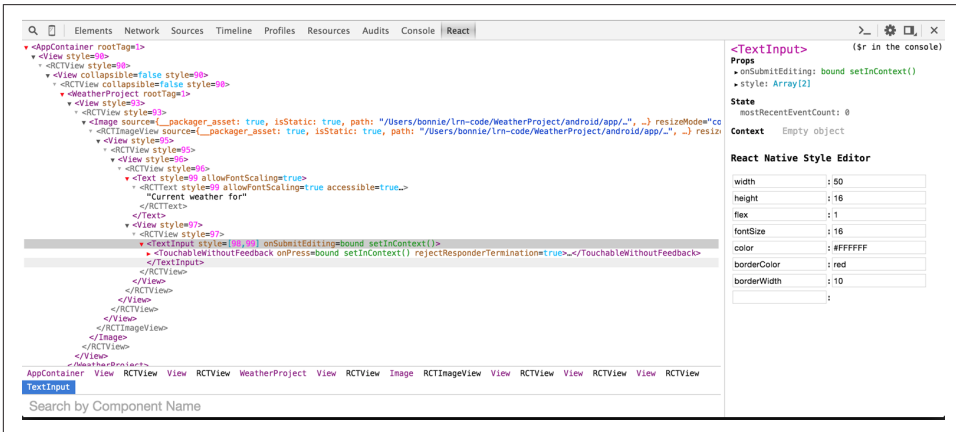 Elements Network Sources Timeline Profiles Resources Audits Console React
▼ <AppContainer rootTag=1>
▼ <View style=90>
▼ <RCTView style=90>
▼ <View collapsible=false style=90>
▼ <RCTView collapsible=false style=90>
▼ <WeatherProject rootTag=1>
▼ <View style=93>
▼ <RCTView style=93>
▼ <Image source={__packager_asset: true, isStatic: true, path: "/Users/bonnie/lrn-code/WeatherProject/android/app/…", …} resizeMode="co
▼ <RCTImageView source={__packager_asset: true, isStatic: true, path: "/Users/bonnie/lrn-code/WeatherProject/android/app/…", …} resiz
▼ <View style=95>
▼ <RCTView style=95>
▼ <View style=96>
▼ <RCTView style=96>
▼ <Text style=99 allowFontScaling=true>
▼ <RCTText style=99 allowFontScaling=true accessible=true…>
"Current weather for"
</RCTText>
</Text>
▼ <View style=97>
▼ <RCTView style=97>
▼ <TextInput style=[98,99] onSubmitEditing=bound setInContext()>
▶ <TouchableWithoutFeedback onPress=bound setInContext() rejectResponderTermination=true>…</TouchableWithoutFeedback>
</TextInput>
</RCTView>
</View>
</RCTView>
</View>
</RCTView>
</View>
</RCTImageView>
</Image>
</RCTView>
</View>
</WeatherProject>
AppContainer View RCTView View RCTView WeatherProject View RCTView Image RCTImageView View RCTView View RCTView View RCTView
TextInput
Search by Component Name
<TextInput> ($r in the console)
Props
▶ onSubmitEditing: bound setInContext()
▶ style: Array[2]
State
mostRecentEventCount: 0
Context Empty object
React Native Style Editor
width : 50
height : 16
flex : 1
fontSize : 16
color : #FFFFFF
borderColor : red
borderWidth : 10
: